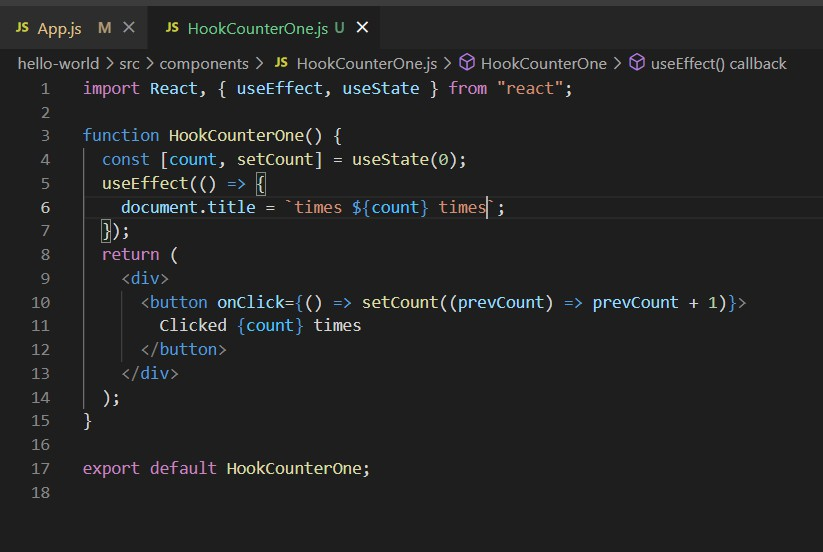 JS App.js M × JS HookCounterOne.js U ×
hello-world > src > components > JS HookCounterOne.js > HookCounterOne > useEffect() callback
1 import React, { useEffect, useState } from "react";
2
3 function HookCounterOne() {
4 const [count, setCount] = useState(0);
5 useEffect(() => {
6 document.title = `times ${count} times`;
7 });
8 return (
9 <div>
10 <button onClick={() => setCount((prevCount) => prevCount + 1)}>
11 Clicked {count} times
12 </button>
13 </div>
14 );
15 }
16
17 export default HookCounterOne;
18